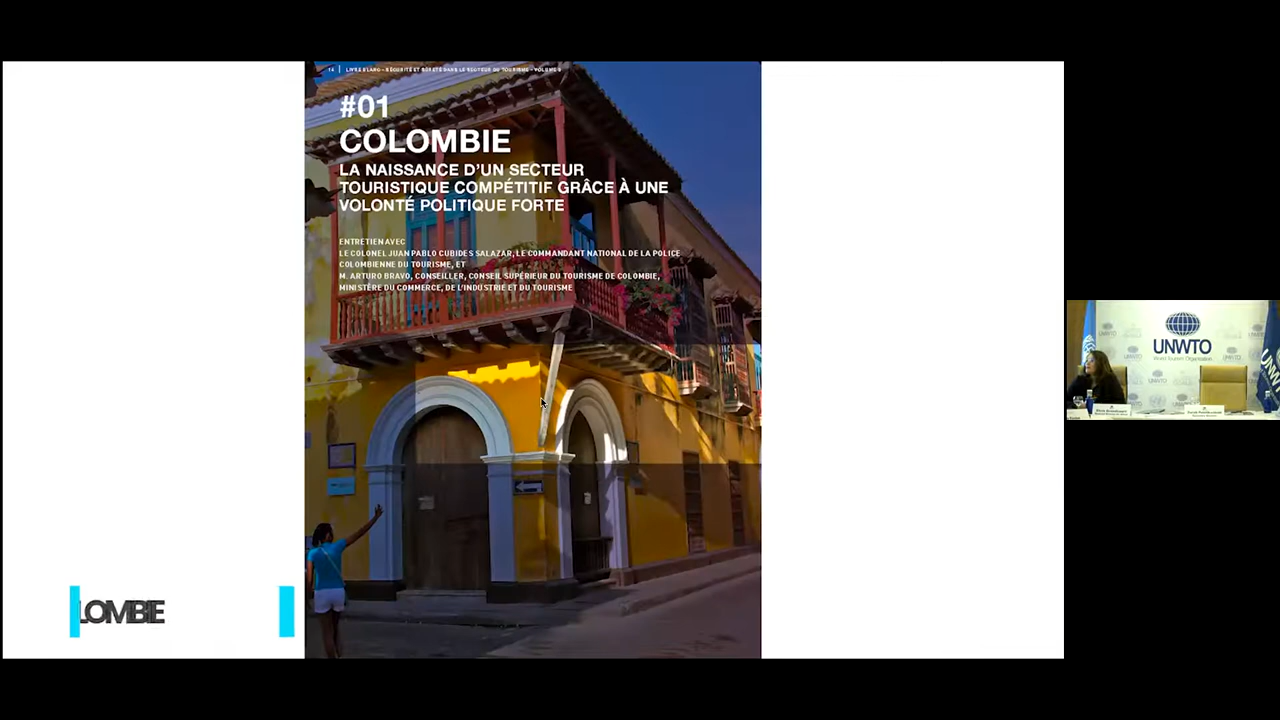 14 | LIVRE BLANC - SÉCURITÉ ET SÛRETÉ DANS LE SECTEUR DU TOURISME - VOLUME 2
#01
COLOMBIE
LA NAISSANCE D'UN SECTEUR
TOURISTIQUE COMPÉTITIF GRÂCE À UNE
VOLONTÉ POLITIQUE FORTE
ENTRETIEN AVEC
LE COLONEL JUAN PABLO CUBIDES SALAZAR, LE COMMANDANT NATIONAL DE LA POLICE
COLOMBIENNE DU TOURISME, ET
M. ARTURO BRAVO, CONSEILLER, CONSEIL SUPÉRIEUR DU TOURISME DE COLOMBIE,
MINISTÈRE DU COMMERCE, DE L'INDUSTRIE ET DU TOURISME
LOMBIE
UNWTO
World Tourism Organization
UNWTO